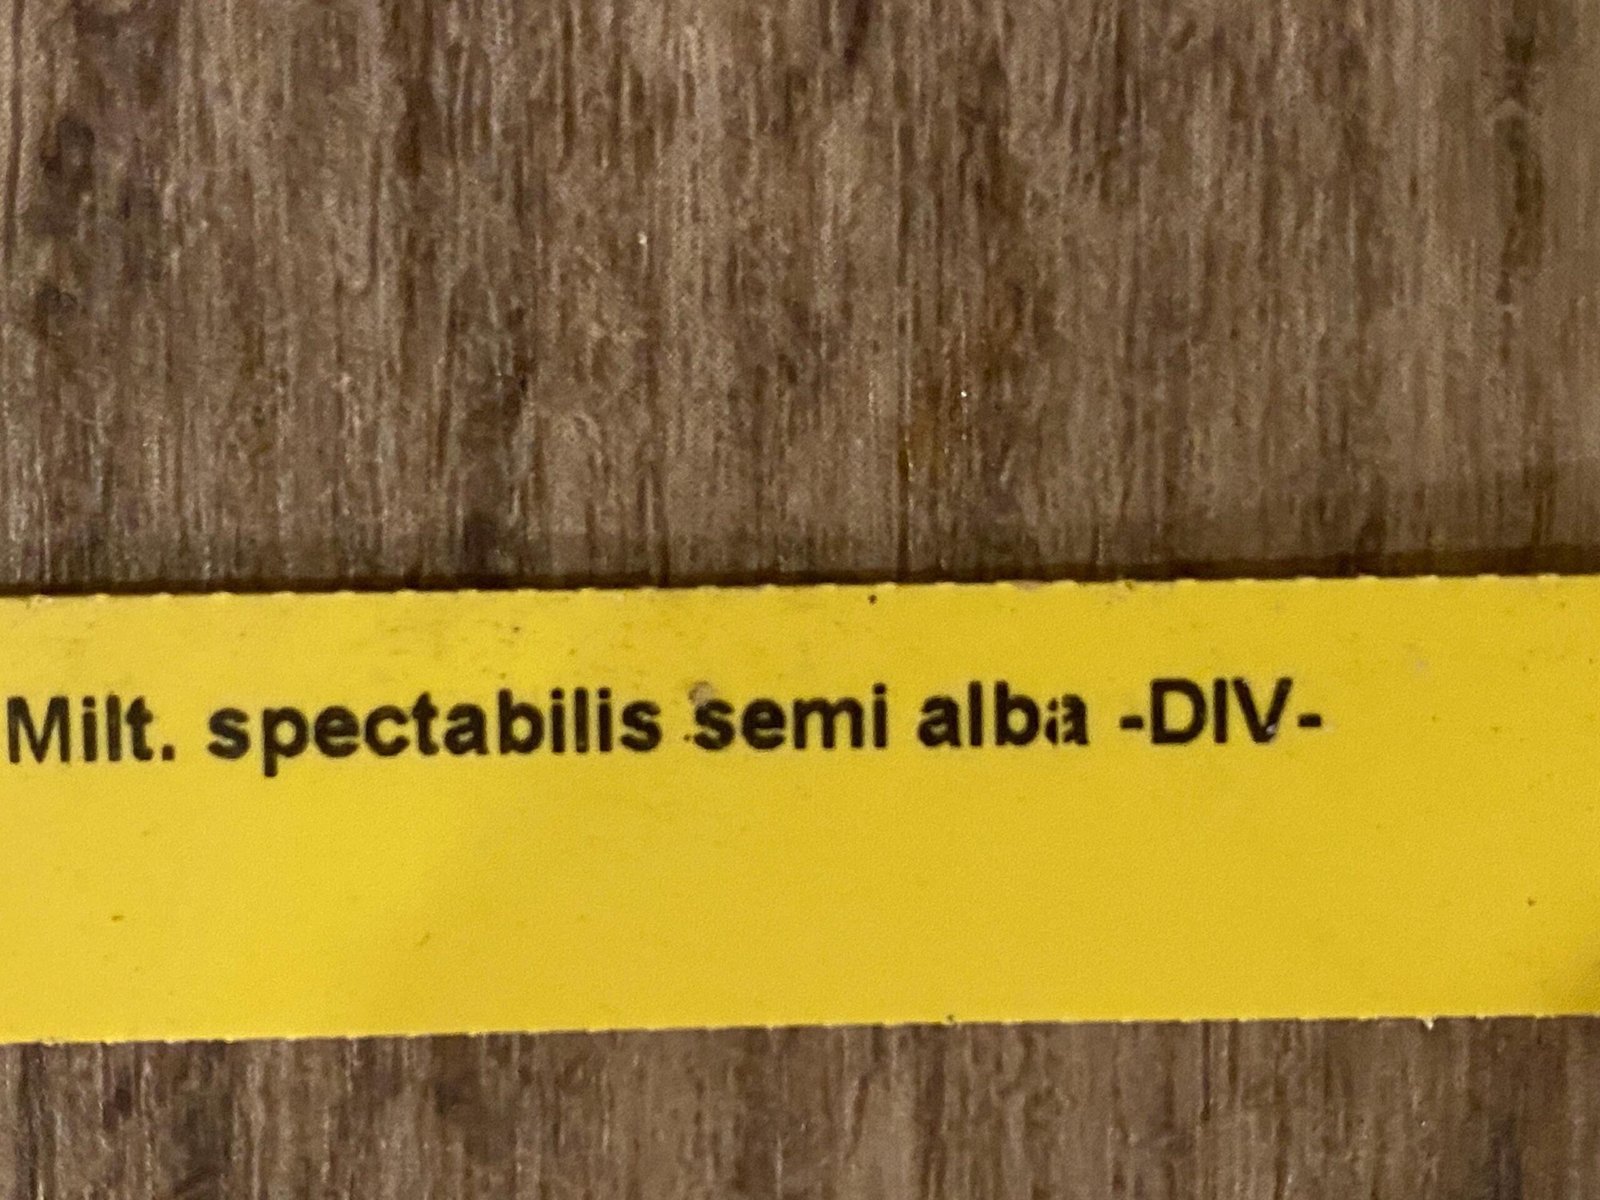 Milt. spectabilis semi alba -DIV-